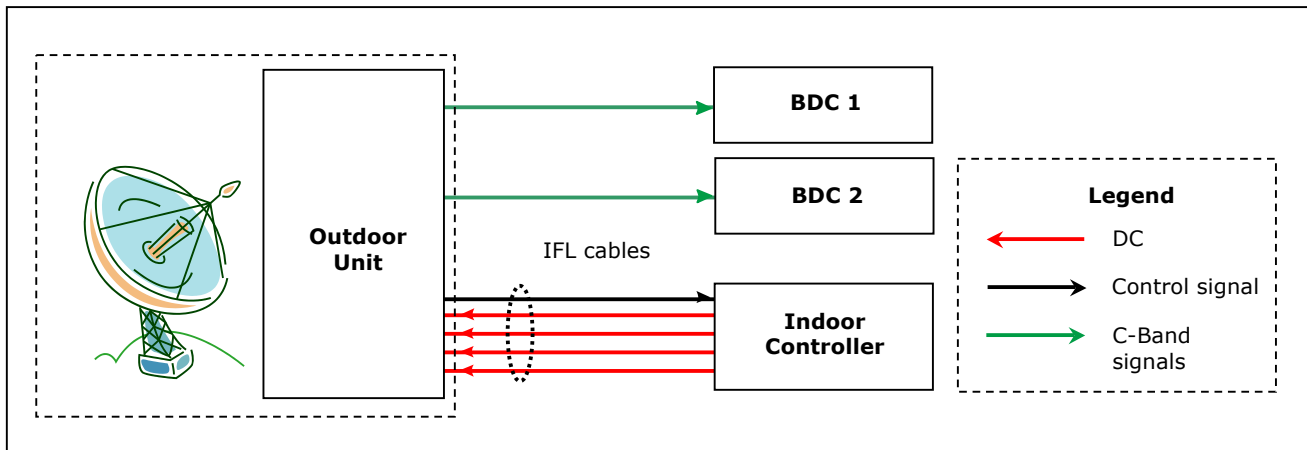 BDC 1
BDC 2
Outdoor
Unit
IFL cables
Indoor
Controller
Legend
DC
Control signal
C-Band
signals